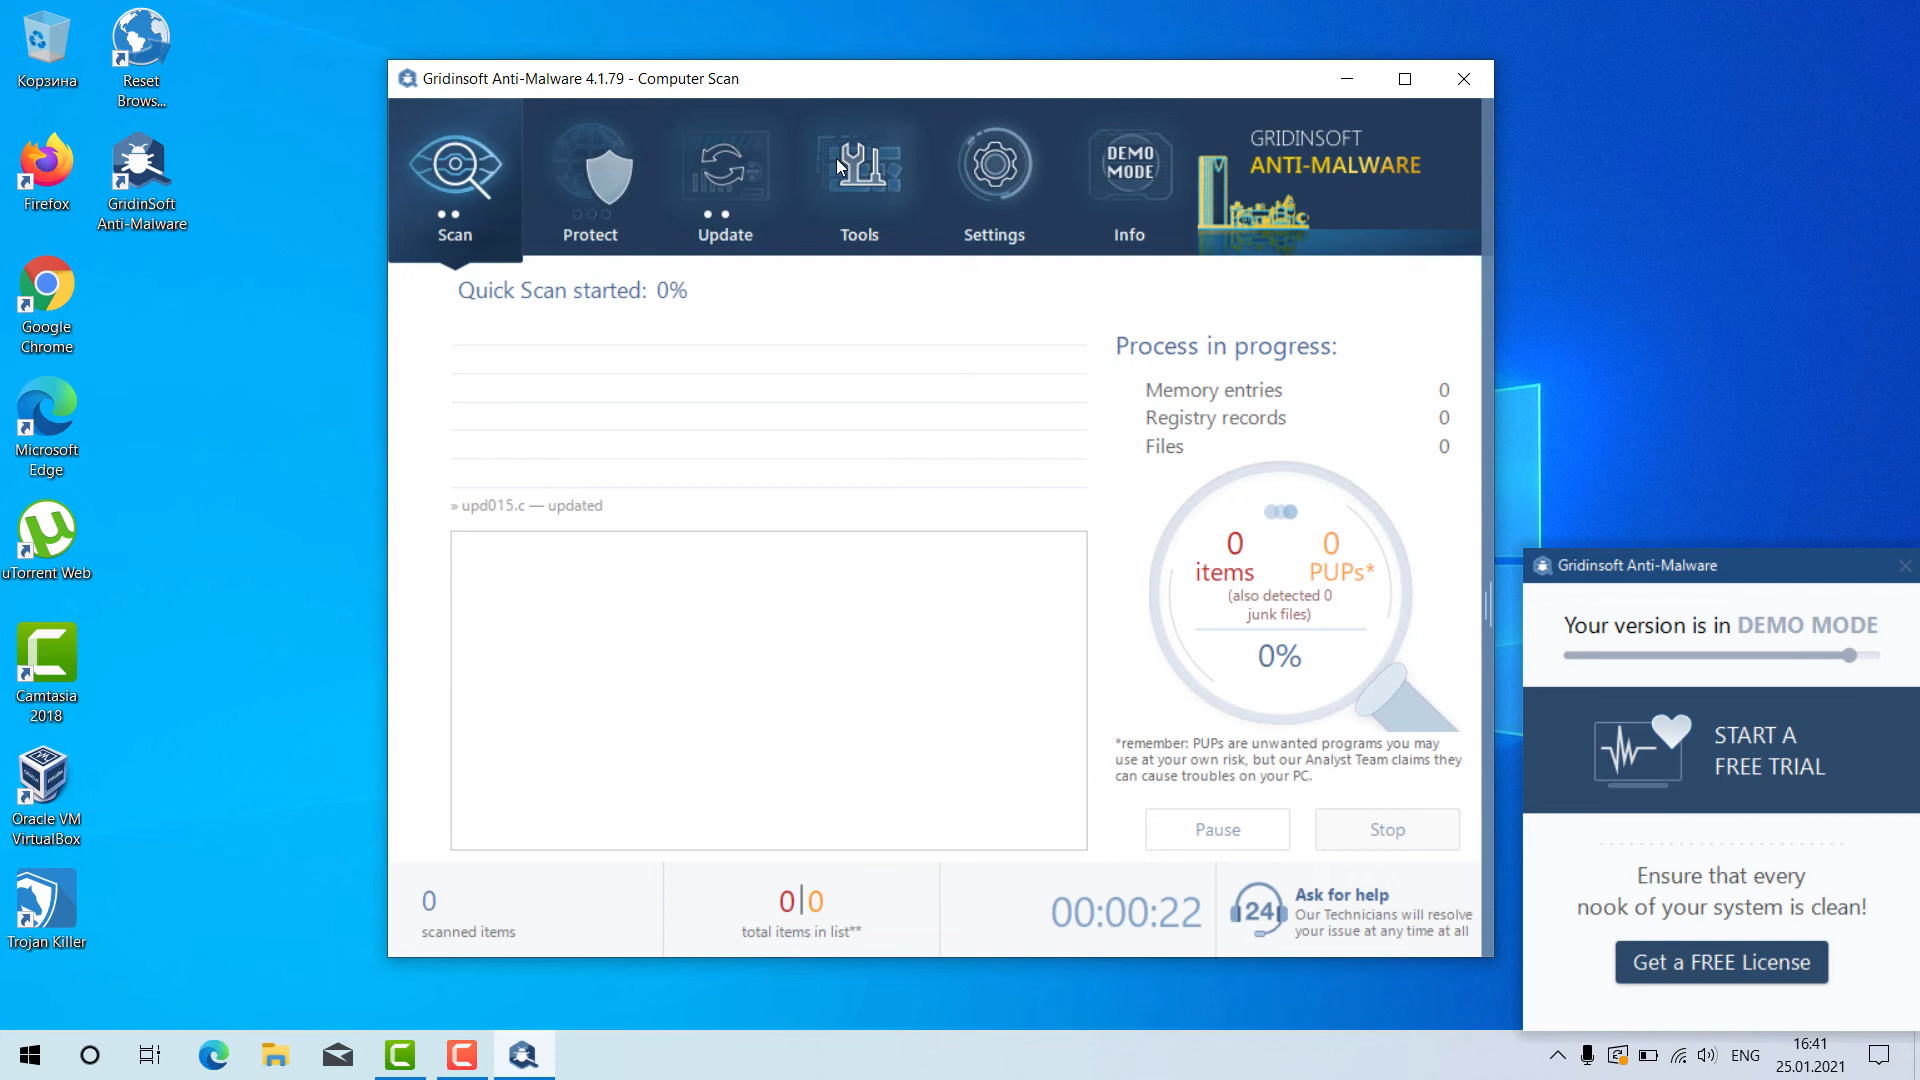 Корзина
Reset
Brows...
Firefox
GridinSoft
Anti-Malware
Google
Chrome
Microsoft
Edge
uTorrent Web
Camtasia
2018
Oracle VM
VirtualBox
Trojan Killer
Gridinsoft Anti-Malware 4.1.79 - Computer Scan
Scan
Protect
Update
Tools
Settings
DEMO
MODE
Info
GRIDINSOFT
ANTI-MALWARE
Quick Scan started: 0%
» upd015.c — updated
Process in progress:
Memory entries 0
Registry records 0
Files 0
0 items
0 PUPs*
(also detected 0
junk files)
0%
*remember: PUPs are unwanted programs you may
use at your own risk, but our Analyst Team claims they
can cause troubles on your PC.
Pause
Stop
0
scanned items
0|0
total items in list**
00:00:22
24
Ask for help
Our Technicians will resolve
your issue at any time at all
Gridinsoft Anti-Malware
Your version is in DEMO MODE
START A
FREE TRIAL
Ensure that every
nook of your system is clean!
Get a FREE License
ENG
16:41
25.01.2021